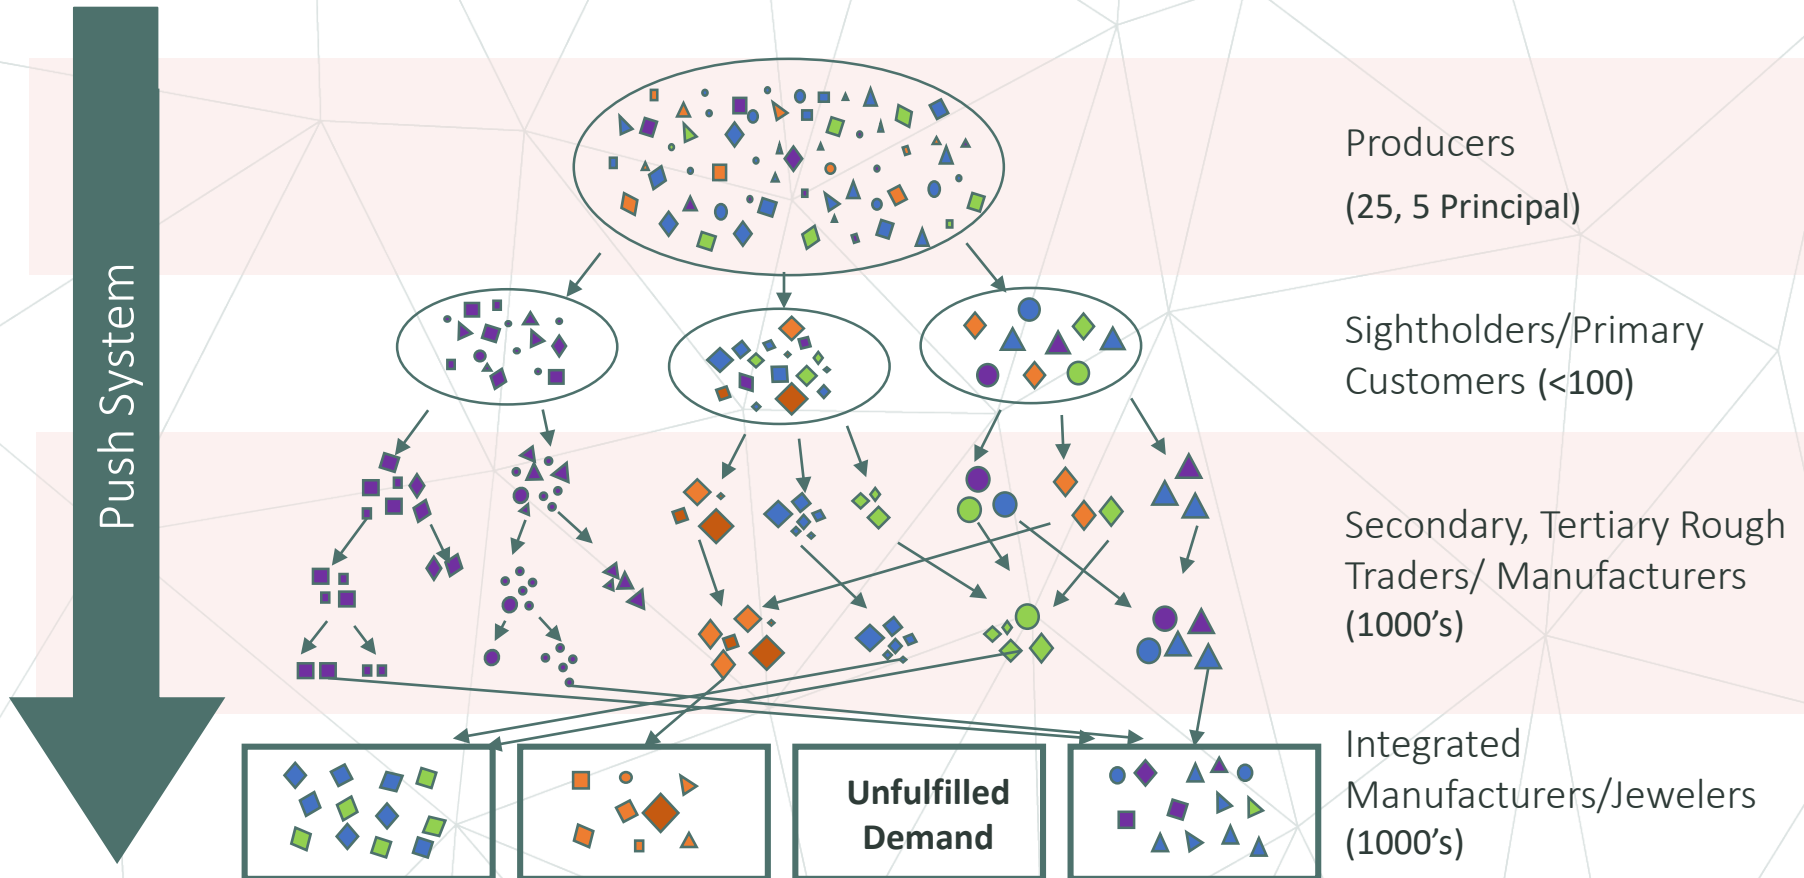 Push System
Producers
(25, 5 Principal)
Sightholders/Primary
Customers (<100)
Secondary, Tertiary Rough
Traders/ Manufacturers
(1000’s)
Integrated
Manufacturers/Jewelers
(1000’s)
Unfulfilled
Demand